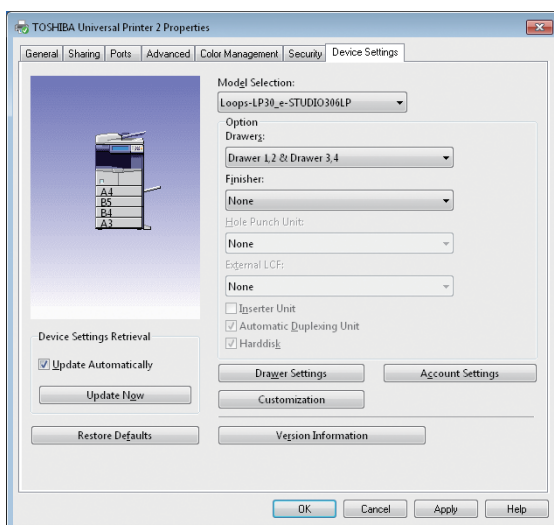 TOSHIBA Universal Printer 2 Properties
General Sharing Ports Advanced Color Management Security Device Settings
Model Selection:
Loops-LP30_e-STUDIO306LP
Option
Drawers:
Drawer 1,2 & Drawer 3,4
Finisher:
None
Hole Punch Unit:
None
External LCF:
None
Inserter Unit
Automatic Duplexing Unit
Harddisk
A4
B5
B4
A3
Device Settings Retrieval
Update Automatically
Update Now
Drawer Settings Account Settings
Customization
Restore Defaults Version Information
OK Cancel Apply Help